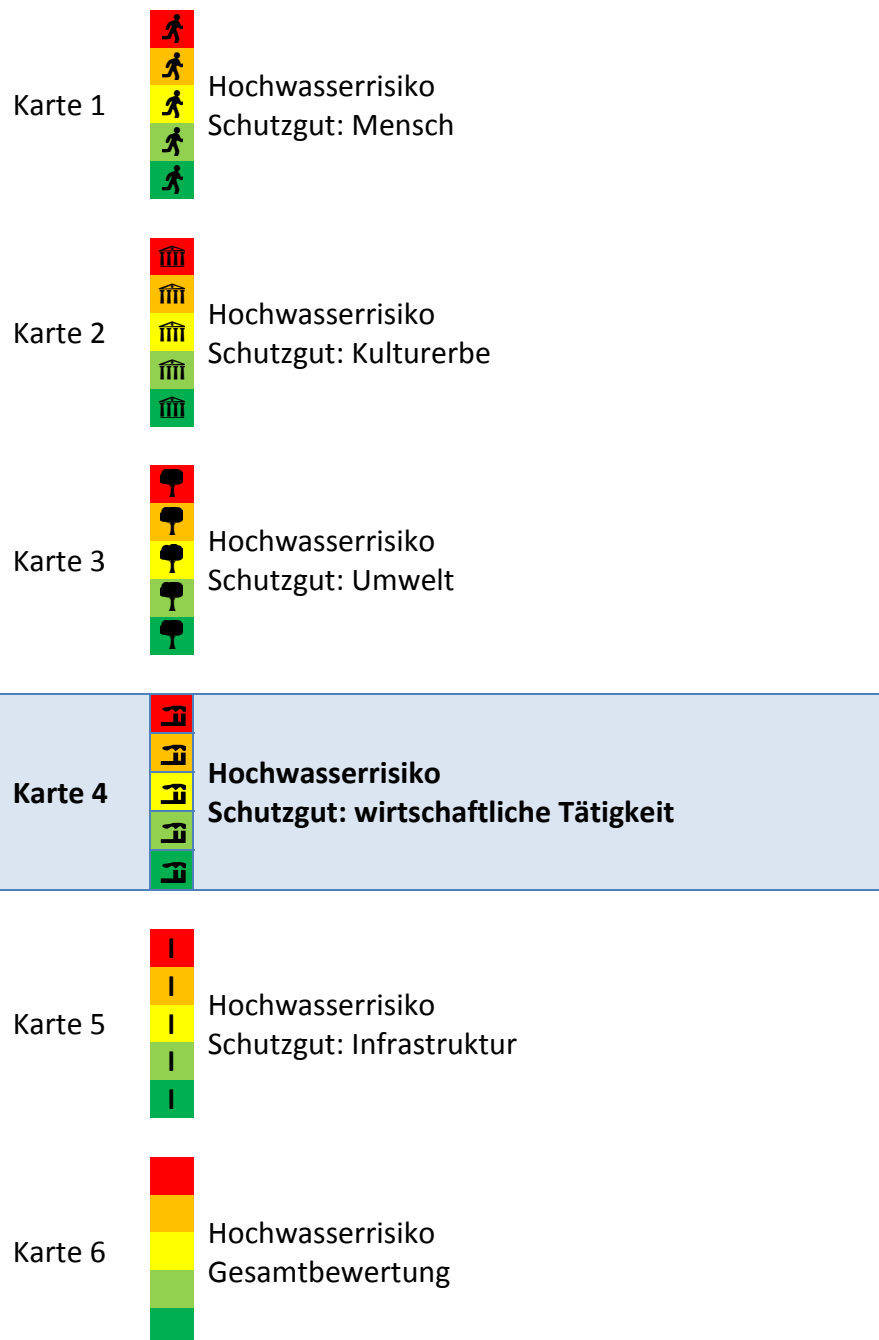 Karte 1
Hochwasserrisiko
Schutzgut: Mensch
Karte 2
Hochwasserrisiko
Schutzgut: Kulturerbe
Karte 3
Hochwasserrisiko
Schutzgut: Umwelt
Karte 4
Hochwasserrisiko
Schutzgut: wirtschaftliche Tätigkeit
Karte 5
I
I
I
I
I
Hochwasserrisiko
Schutzgut: Infrastruktur
Karte 6
Hochwasserrisiko
Gesamtbewertung